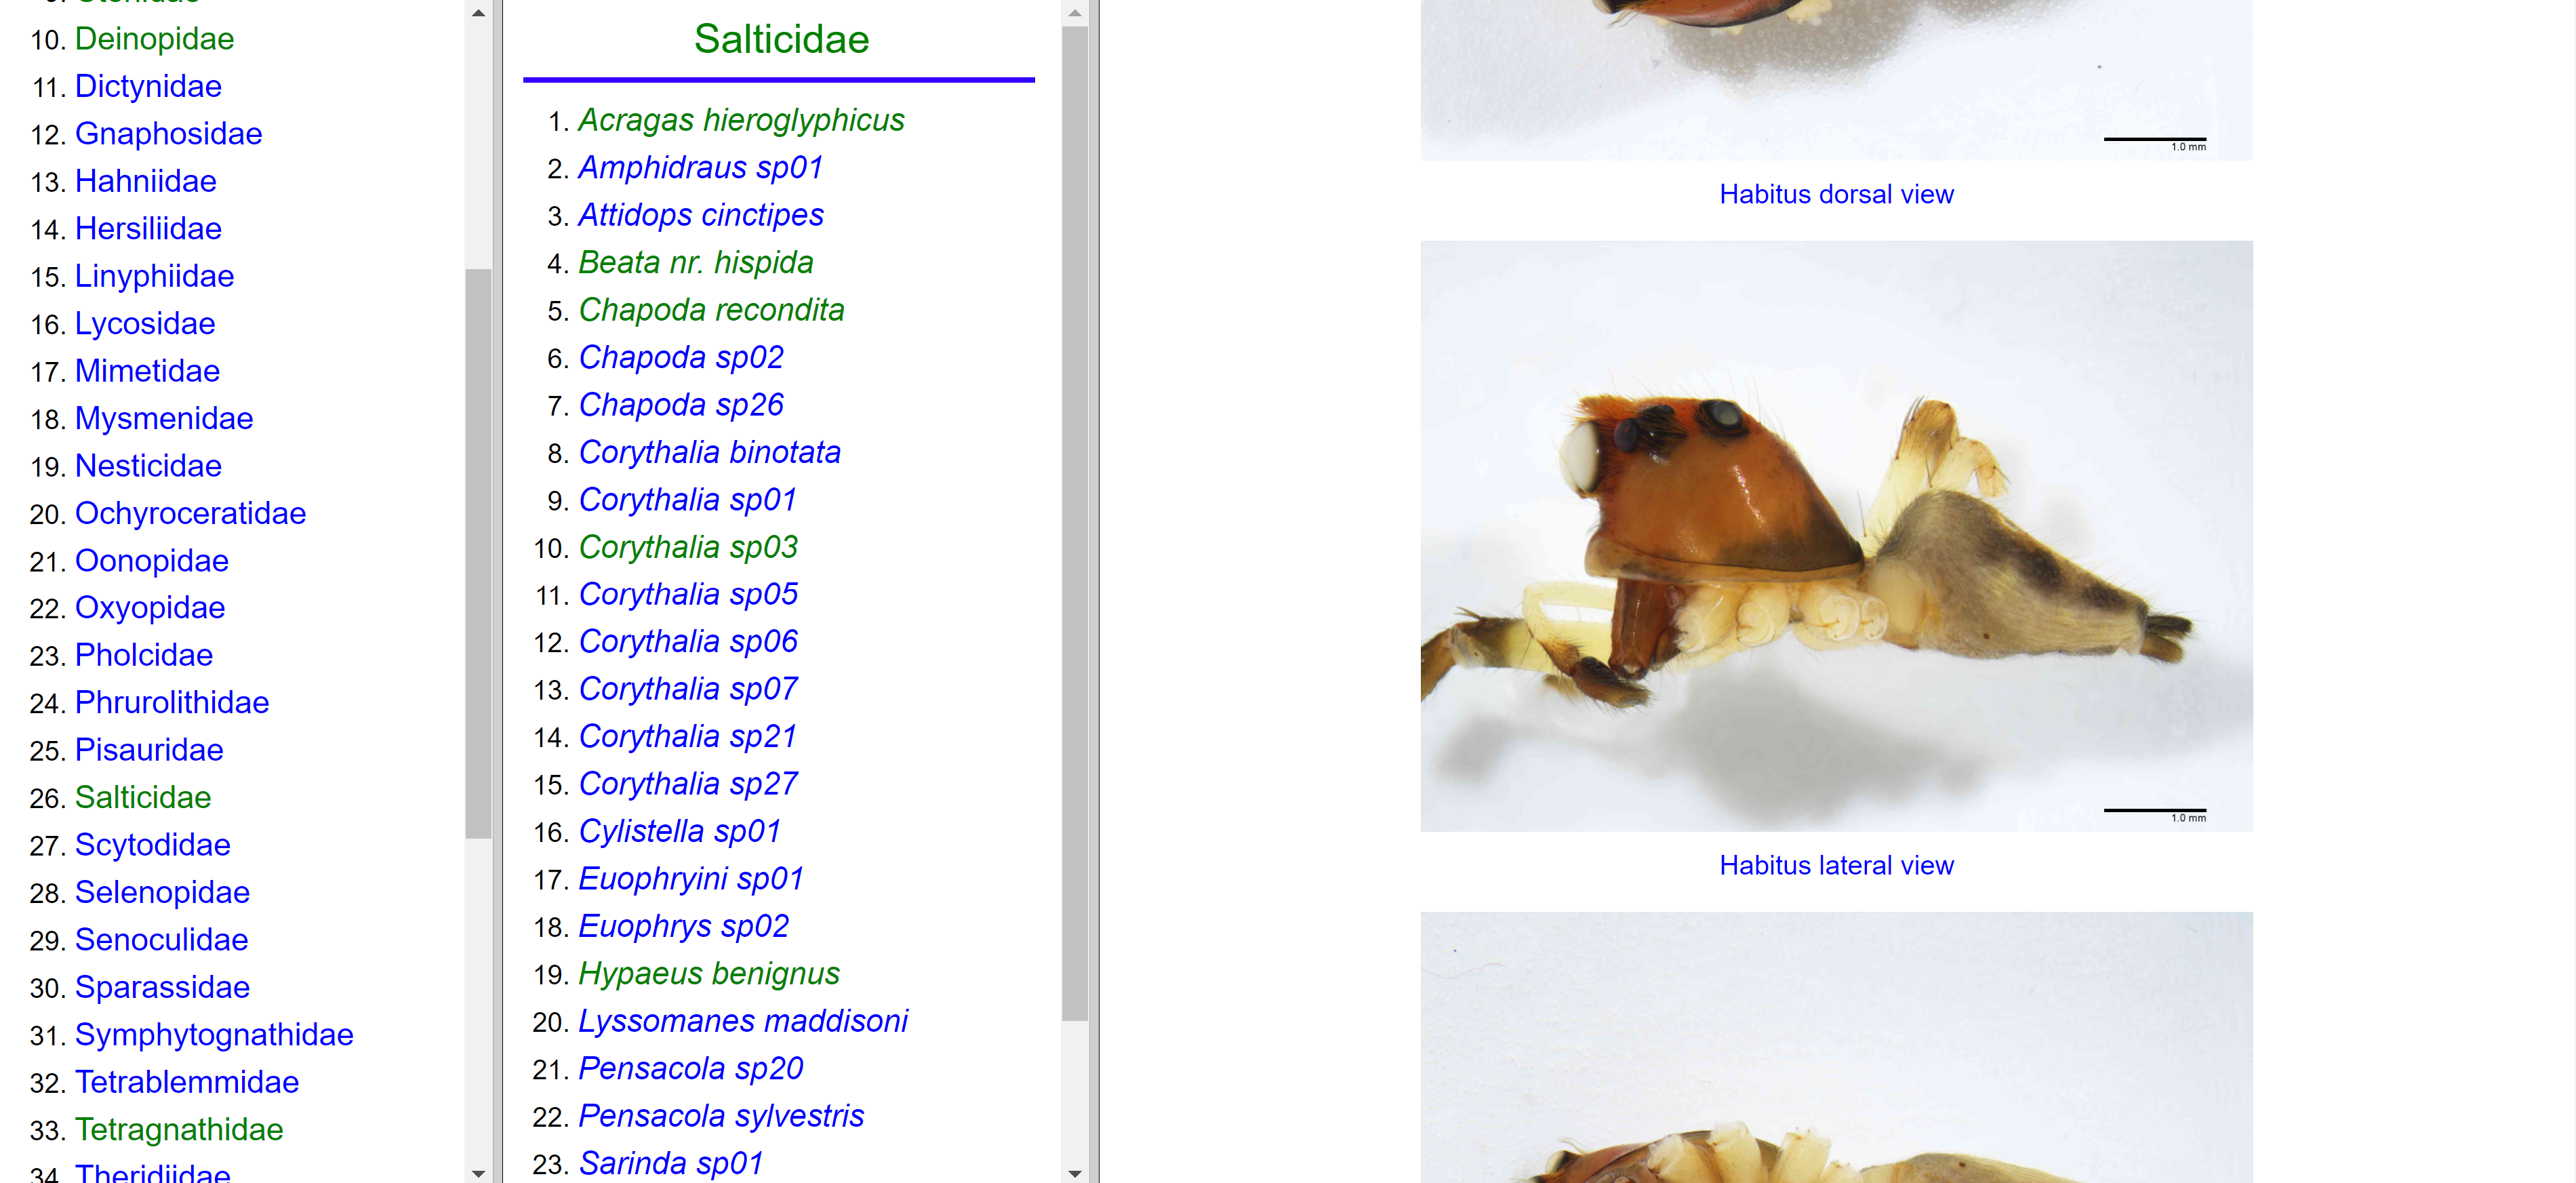 10. Deinopidae
11. Dictynidae
12. Gnaphosidae
13. Hahniidae
14. Hersiliidae
15. Linyphiidae
16. Lycosidae
17. Mimetidae
18. Mysmenidae
19. Nesticidae
20. Ochyroceratidae
21. Oonopidae
22. Oxyopidae
23. Pholcidae
24. Phrurolithidae
25. Pisauridae
26. Salticidae
27. Scytodidae
28. Selenopidae
29. Senoculidae
30. Sparassidae
31. Symphytognathidae
32. Tetrablemmidae
33. Tetragnathidae
34. Theridiidae
Salticidae
1. Acragas hieroglyphicus
2. Amphidraus sp01
3. Attidops cinctipes
4. Beata nr. hispida
5. Chapoda recondita
6. Chapoda sp02
7. Chapoda sp26
8. Corythalia binotata
9. Corythalia sp01
10. Corythalia sp03
11. Corythalia sp05
12. Corythalia sp06
13. Corythalia sp07
14. Corythalia sp21
15. Corythalia sp27
16. Cylistella sp01
17. Euophryini sp01
18. Euophrys sp02
19. Hypaeus benignus
20. Lyssomanes maddisoni
21. Pensacola sp20
22. Pensacola sylvestris
23. Sarinda sp01
1.0 mm
Habitus dorsal view
1.0 mm
Habitus lateral view